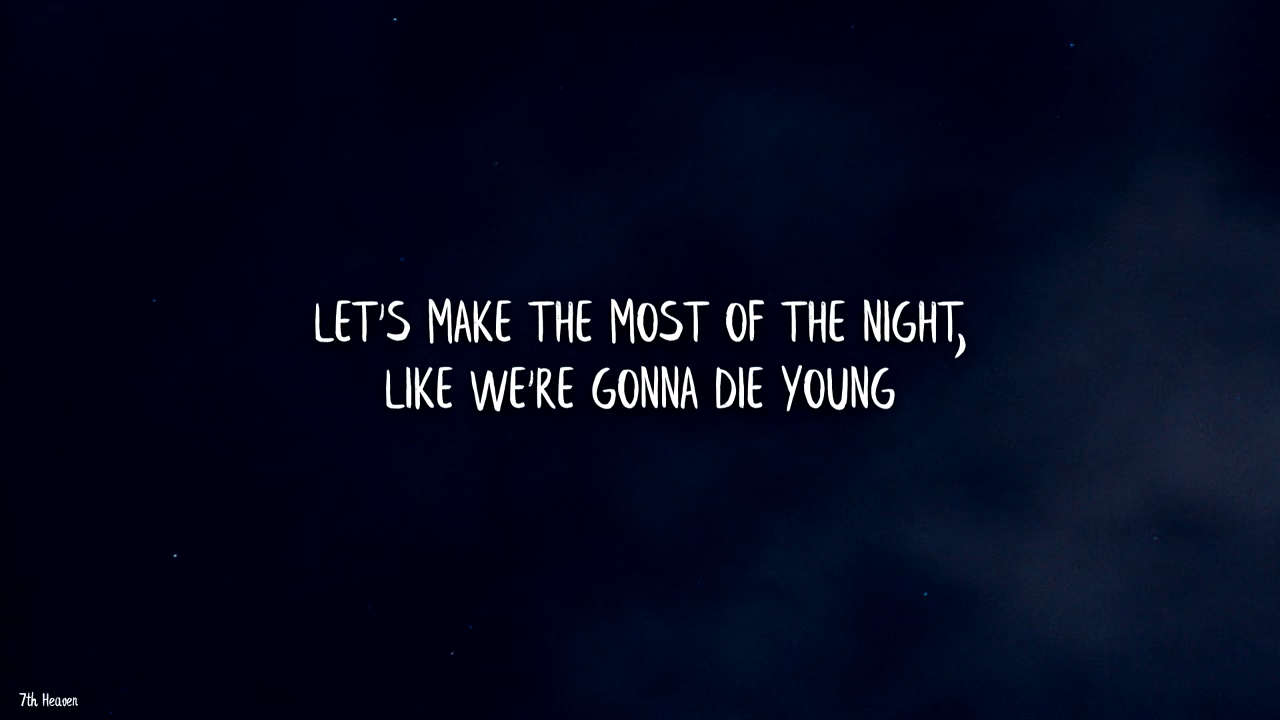 LET'S MAKE THE MOST OF THE NIGHT,
LIKE WE'RE GONNA DIE YOUNG
7th Heaven